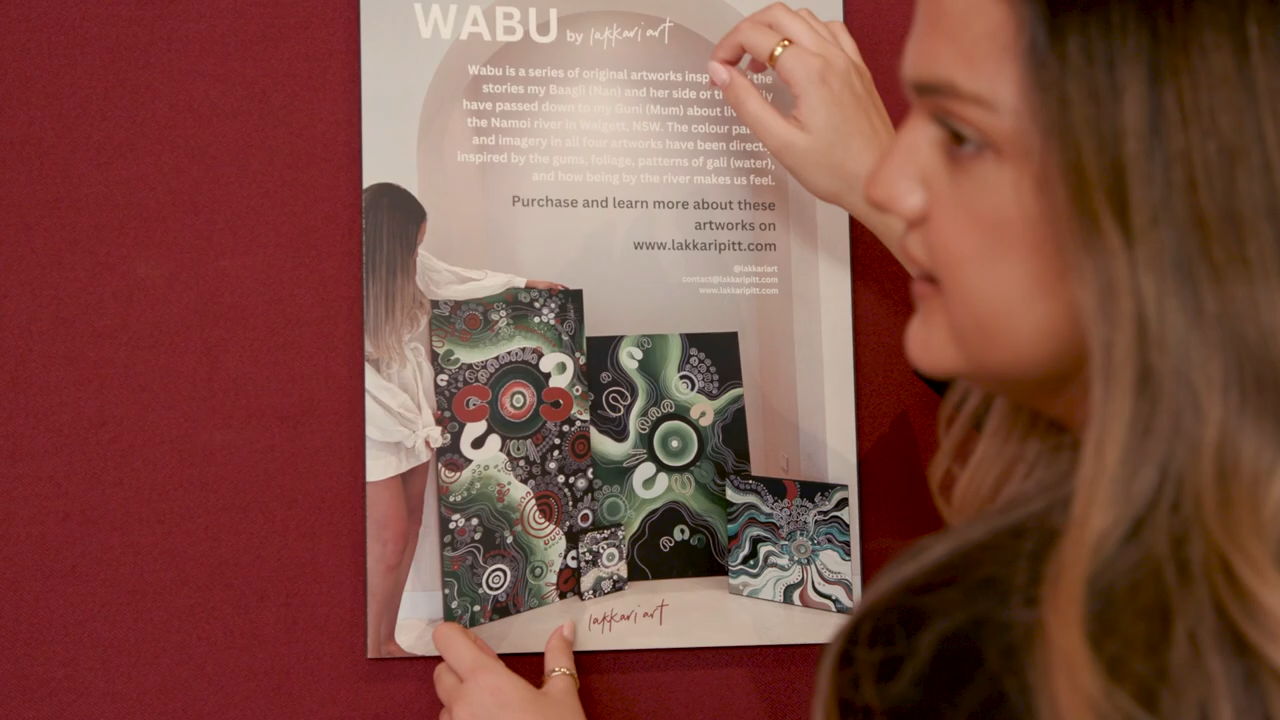 WABU by lakkari art
Wabu is a series of original artworks the
stories my Baagii (Nan) and her side or
have passed down to my Guni (Mum) about
the Namoi river in Walgett, NSW. The colour
and imagery in all four artworks have been
inspired by the gums, foliage, patterns of gali (water),
and how being by the river makes us feel.
Purchase and learn more about these
artworks on
www.lakkaripitt.com
@lakkariart
contact@lakkaripitt.com
www.lakkaripitt.com
lakkari art